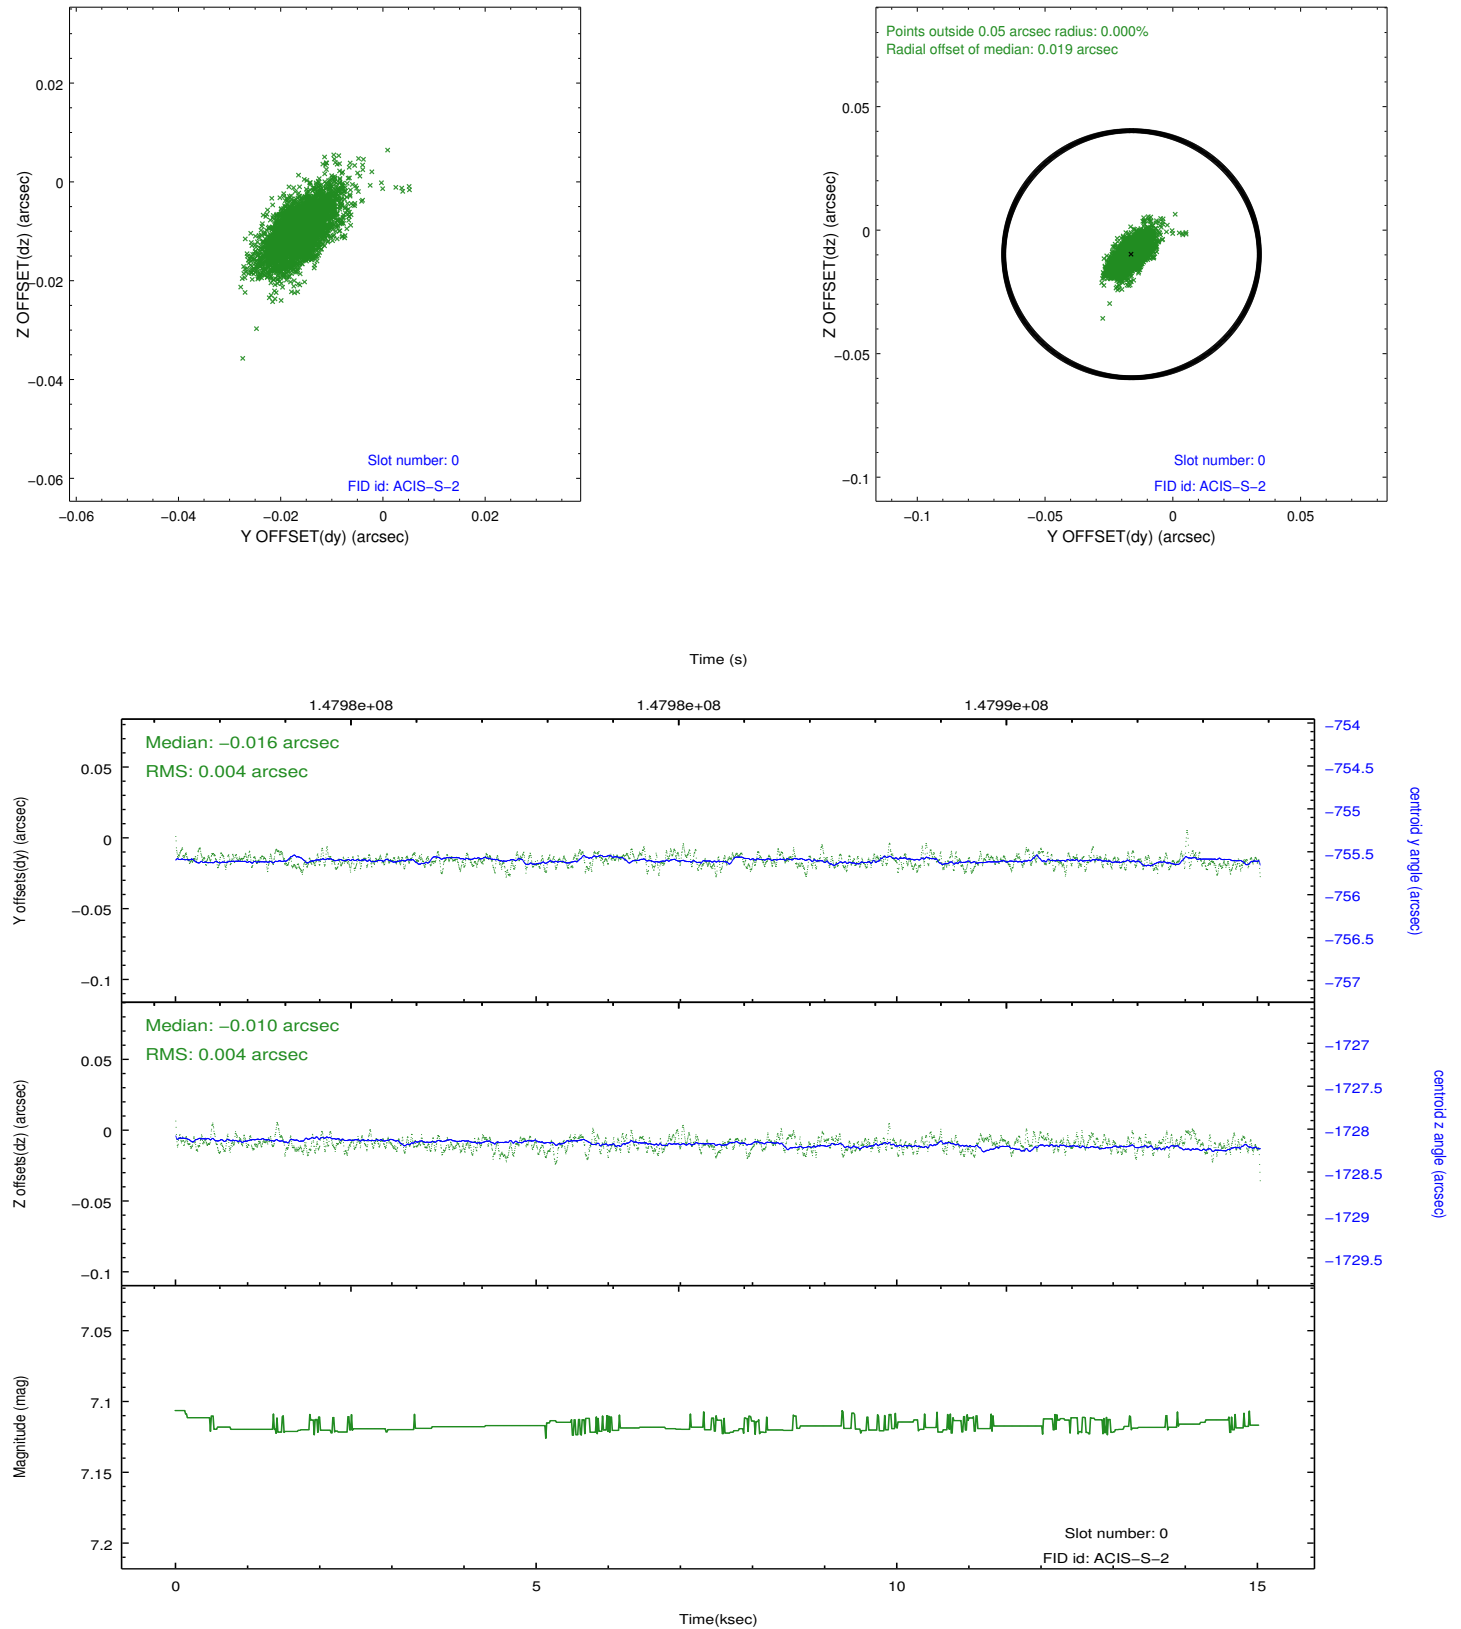 0.02
0
−0.02
−0.04
−0.06
Z OFFSET(dz) (arcsec)
Slot number: 0
FID id: ACIS−S−2
−0.06
−0.04
−0.02
0
0.02
Y OFFSET(dy) (arcsec)
Points outside 0.05 arcsec radius: 0.000%
Radial offset of median: 0.019 arcsec
0.05
0
−0.05
−0.1
Z OFFSET(dz) (arcsec)
Slot number: 0
FID id: ACIS−S−2
−0.1
−0.05
0
0.05
Y OFFSET(dy) (arcsec)
Time (s)
1.4798e+08
1.4798e+08
1.4799e+08
Median: −0.016 arcsec
RMS: 0.004 arcsec
0.05
0
−0.05
−0.1
Y offsets(dy) (arcsec)
−754
−754.5
−755
−755.5
−756
−756.5
−757
centroid y angle (arcsec)
Median: −0.010 arcsec
RMS: 0.004 arcsec
0.05
0
−0.05
−0.1
Z offsets(dz) (arcsec)
−1727
−1727.5
−1728
−1728.5
−1729
−1729.5
centroid z angle (arcsec)
7.05
7.1
7.15
7.2
Magnitude (mag)
Slot number: 0
FID id: ACIS−S−2
0
5
10
15
Time(ksec)